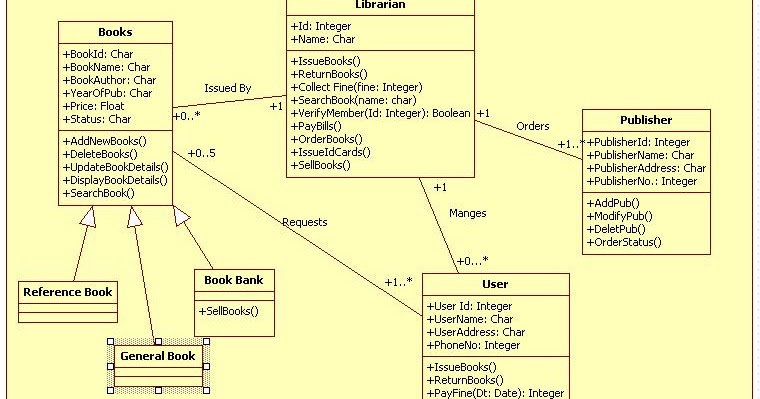 Librarian
+Id: Integer
+Name: Char
+IssueBooks()
+ReturnBooks()
+Collect Fine(fine: Integer)
+SearchBook(name: char)
+VerifyMember(Id: Integer): Boolean
+PayBills()
+OrderBooks()
+IssueIdCards()
+SellBooks()
Books
+BookId: Char
+BookName: Char
+BookAuthor: Char
+YearOfPub: Char
+Price: Float
+Status: Char
+AddNewBooks()
+DeleteBooks()
+UpdateBookDetails()
+DisplayBookDetails()
+SearchBook()
Issued By
+0..*
+1
+1
Orders
+1..*
Publisher
+PublisherId: Integer
+PublisherName: Char
+PublisherAddress: Char
+PublisherNo.: Integer
+AddPub()
+ModifyPub()
+DeletPub()
+OrderStatus()
+0..5
Requests
+1..*
+1
Manges
+0...*
Reference Book
Book Bank
+SellBooks()
General Book
User
+User Id: Integer
+UserName: Char
+UserAddress: Char
+PhoneNo: Integer
+IssueBooks()
+ReturnBooks()
+PayFine(Dt: Date): Integer